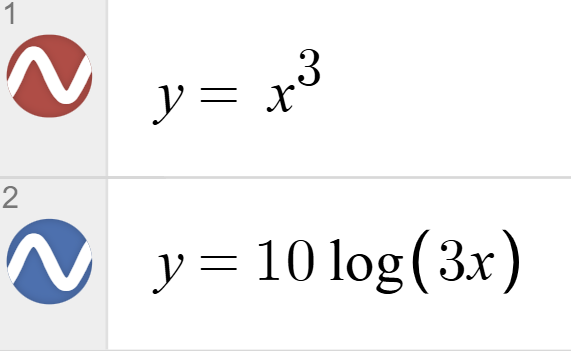 1
y = x³
2
y = 10 log(3x)